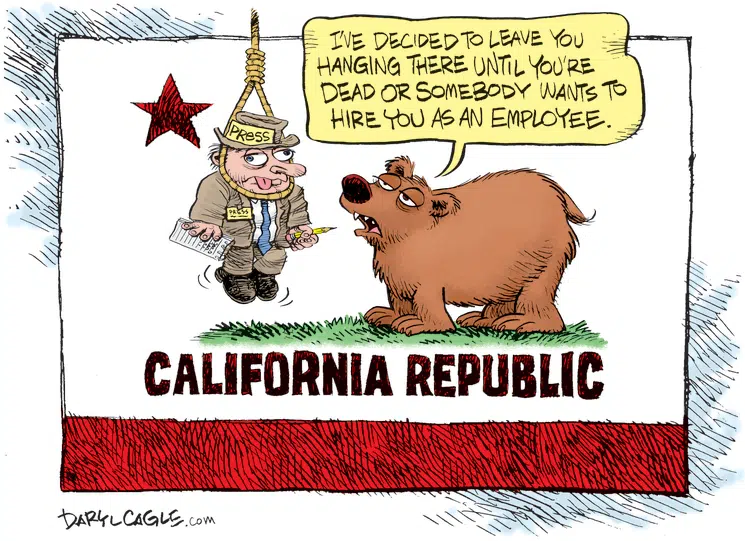 I'VE DECIDED TO LEAVE YOU
HANGING THERE UNTIL YOU'RE
DEAD OR SOMEBODY WANTS TO
HIRE YOU AS AN EMPLOYEE.
PRESS
PRESS
CALIFORNIA REPUBLIC
DARYLCAGLE.com